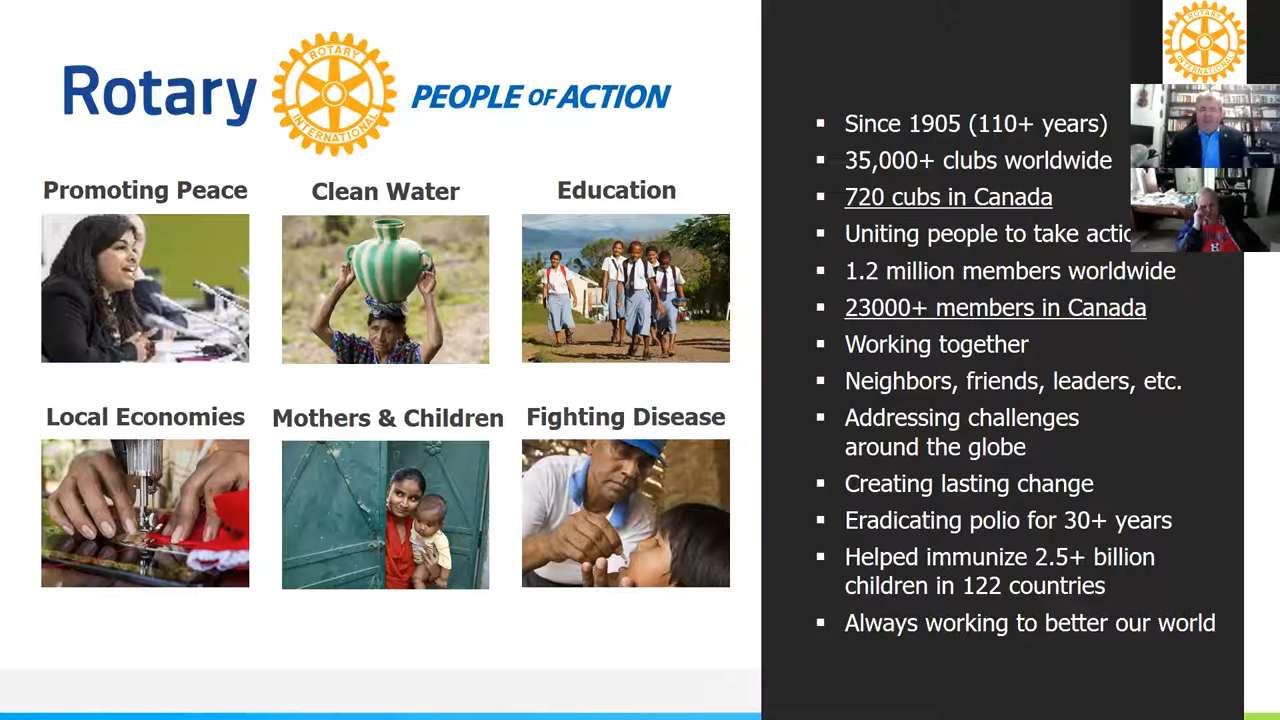 Rotary
ROTARY
INTERNATIONAL
PEOPLE OF ACTION
Promoting Peace
Clean Water
Education
Local Economies
Mothers & Children
Fighting Disease
ROTARY
INTERNATIONAL
▪ Since 1905 (110+ years)
▪ 35,000+ clubs worldwide
▪ 720 cubs in Canada
▪ Uniting people to take
▪ 1.2 million members worldwide
▪ 23000+ members in Canada
▪ Working together
▪ Neighbors, friends, leaders, etc.
▪ Addressing challenges
around the globe
▪ Creating lasting change
▪ Eradicating polio for 30+ years
▪ Helped immunize 2.5+ billion
children in 122 countries
▪ Always working to better our world